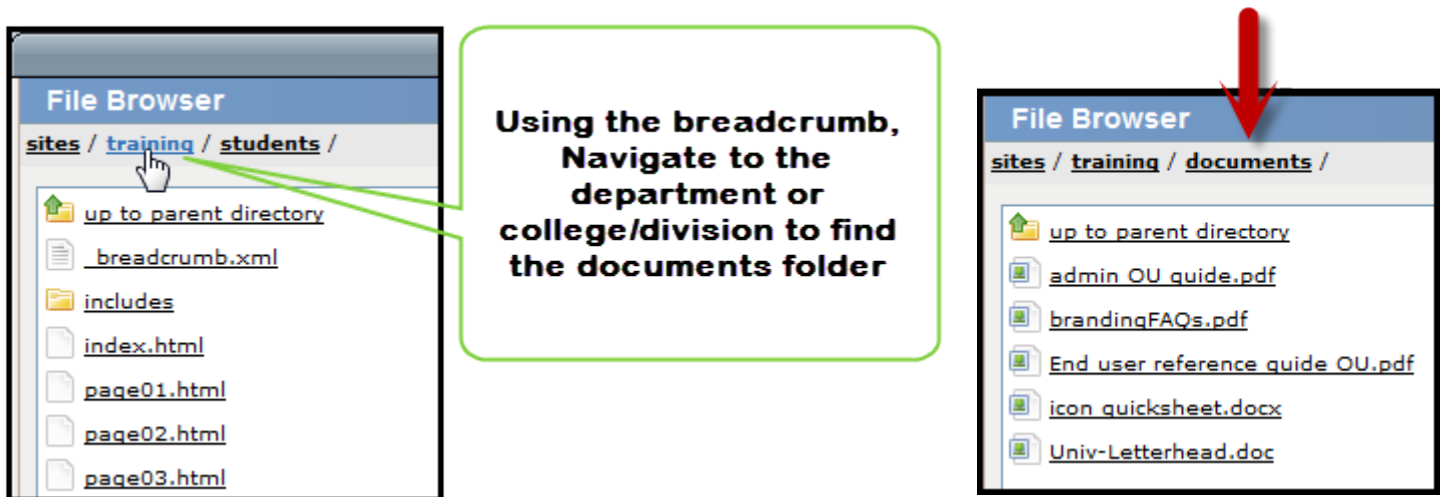 File Browser
sites / training / students /
up to parent directory
_breadcrumb.xml
includes
index.html
page01.html
page02.html
page03.html
Using the breadcrumb,
Navigate to the
department or
college/division to find
the documents folder
File Browser
sites / training / documents /
up to parent directory
admin OU guide.pdf
brandingFAQs.pdf
End user reference guide OU.pdf
icon quicksheet.docx
Univ-Letterhead.doc